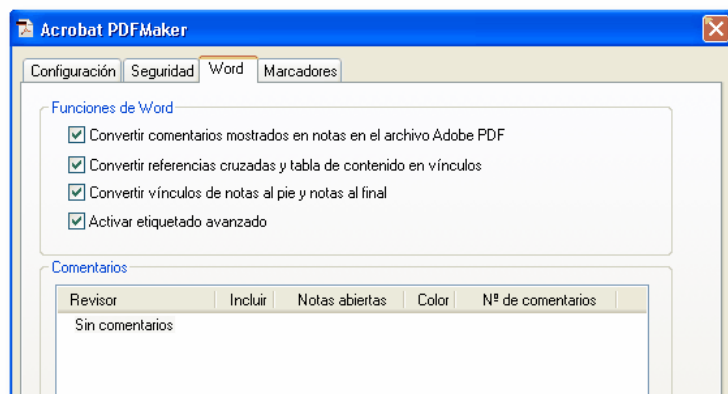 Acrobat PDFMaker
Configuración Seguridad Word Marcadores
Funciones de Word
Convertir comentarios mostrados en notas en el archivo Adobe PDF
Convertir referencias cruzadas y tabla de contenido en vínculos
Convertir vínculos de notas al pie y notas al final
Activar etiquetado avanzado
Comentarios
Revisor Incluir Notas abiertas Color Nº de comentarios
Sin comentarios